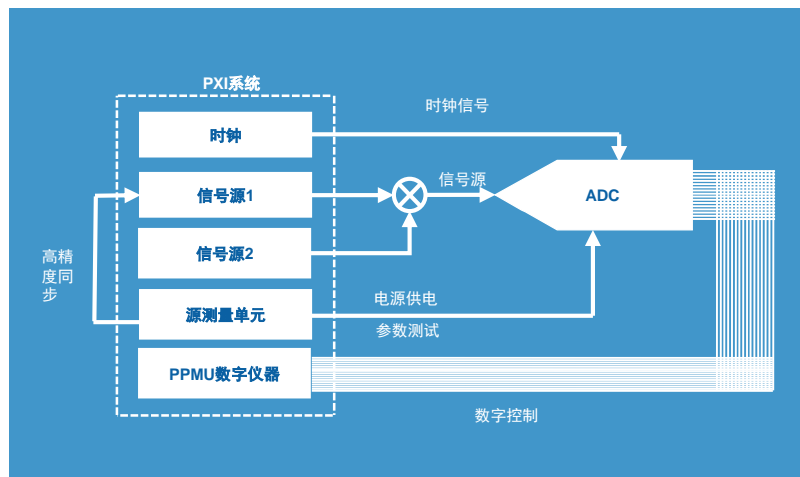 PXI系统
时钟
时钟信号
信号源1
信号源
ADC
信号源2
高精
度同
步
源测量单元
电源供电
参数测试
PPMU数字仪器
数字控制